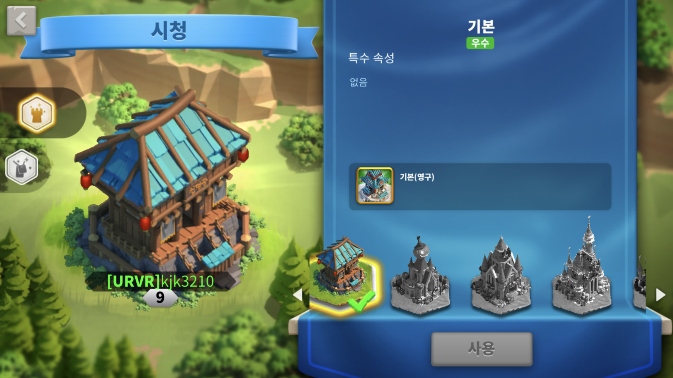 시청
기본
우수
특수 속성
없음
기본(영구)
[URVR]kjk3210
9
사용